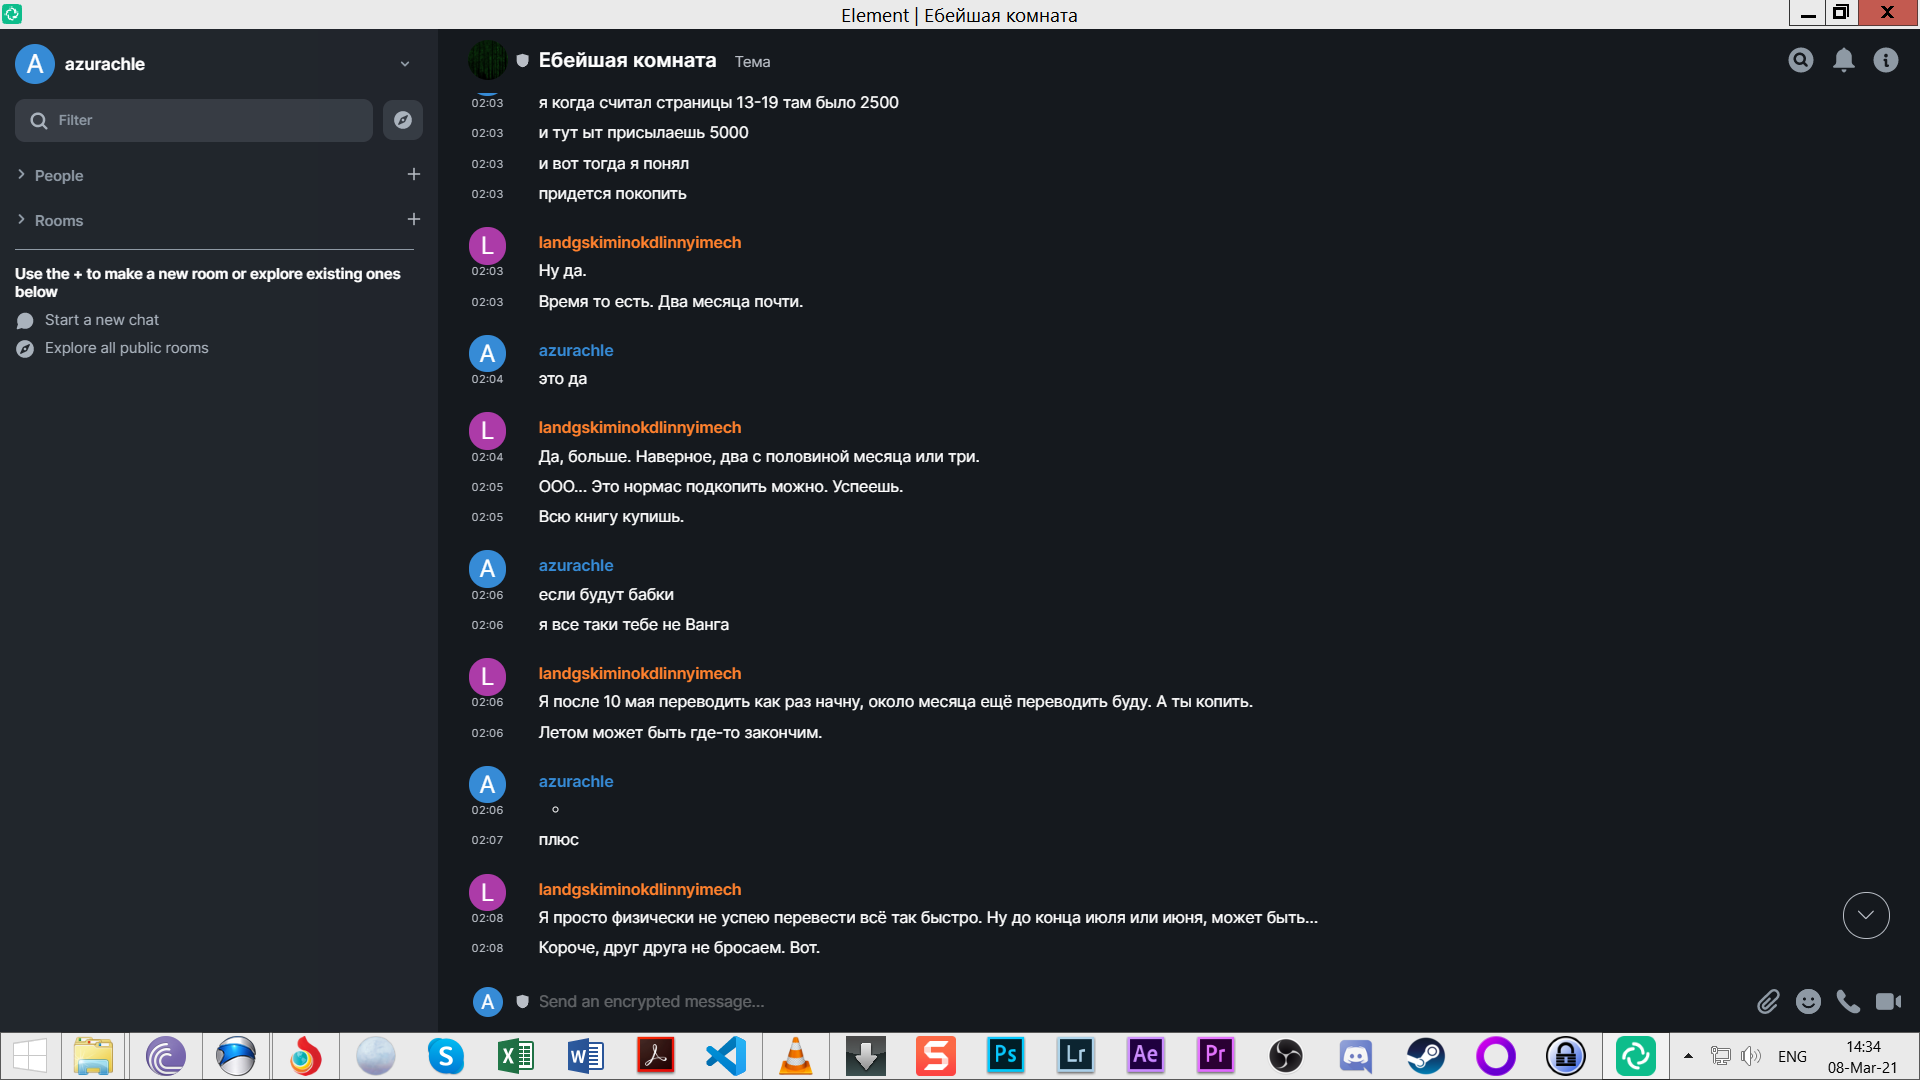 Element | Ебейшая комната
A azurachle
Filter
People
Rooms
Use the + to make a new room or explore existing ones
below
Start a new chat
Explore all public rooms
Ебейшая комната Тема
02:03 я когда считал страницы 13-19 там было 2500
02:03 и тут ыт присылаешь 5000
02:03 и вот тогда я понял
02:03 придется покопить
L landgskiminokdlinnyimech
02:03 Ну да.
02:03 Время то есть. Два месяца почти.
A azurachle
02:04 это да
L landgskiminokdlinnyimech
02:04 Да, больше. Наверное, два с половиной месяца или три.
02:05 ООО... Это нормас подкопить можно. Успеешь.
02:05 Всю книгу купишь.
A azurachle
02:06 если будут бабки
02:06 я все таки тебе не Ванга
L landgskiminokdlinnyimech
02:06 Я после 10 мая переводить как раз начну, около месяца ещё переводить буду. А ты копить.
02:06 Летом может быть где-то закончим.
A azurachle
02:06
02:07 плюс
L landgskiminokdlinnyimech
02:08 Я просто физически не успею перевести всё так быстро. Ну до конца июля или июня, может быть...
02:08 Короче, друг друга не бросаем. Вот.
A Send an encrypted message...
S X W S Ps Lr Ae Pr ENG 14:34
08-Mar-21